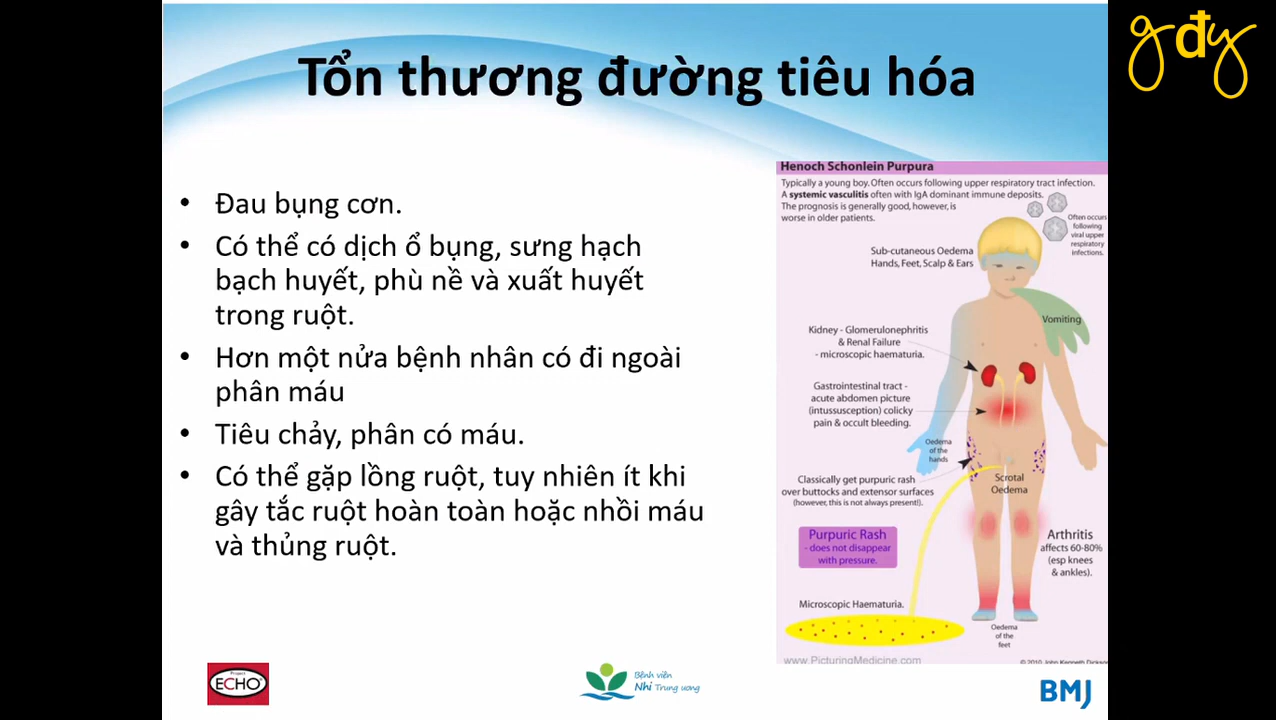 gđy
Tổn thương đường tiêu hóa
• Đau bụng cơn.
• Có thể có dịch ổ bụng, sưng hạch
bạch huyết, phù nề và xuất huyết
trong ruột.
• Hơn một nửa bệnh nhân có đi ngoài
phân máu
• Tiêu chảy, phân có máu.
• Có thể gặp lồng ruột, tuy nhiên ít khi
gây tắc ruột hoàn toàn hoặc nhồi máu
và thủng ruột.
Henoch Schonlein Purpura
Typically a young boy. Often occurs following upper respiratory tract infection.
A systemic vasculitis often with IgA dominant immune deposits.
The prognosis is generally good, however, is
worse in older patients.
Often occurs
following
viral upper
respiratory
infections.
Sub-cutaneous Oedema
Hands, Feet, Scalp & Ears
Vomiting
Kidney - Glomerulonephritis
& Renal Failure
- microscopic haematuria.
Gastrointestinal tract -
acute abdomen picture
(intussusception) colicky
pain & occult bleeding.
Oedema
of the
hands
Classically get purpuric rash
over buttocks and extensor surfaces
(however, this is not always present!).
Scrotal
Oedema
Purpuric Rash
- does not disappear
with pressure.
Arthritis
affects 60-80%
(esp knees
& ankles).
Microscopic Haematuria.
Oedema
of the
feet
www.PicturingMedicine.com
© 2010 John Kenneth Dickson
Project
ECHO
Bệnh viện
Nhi Trung ương
BMJ